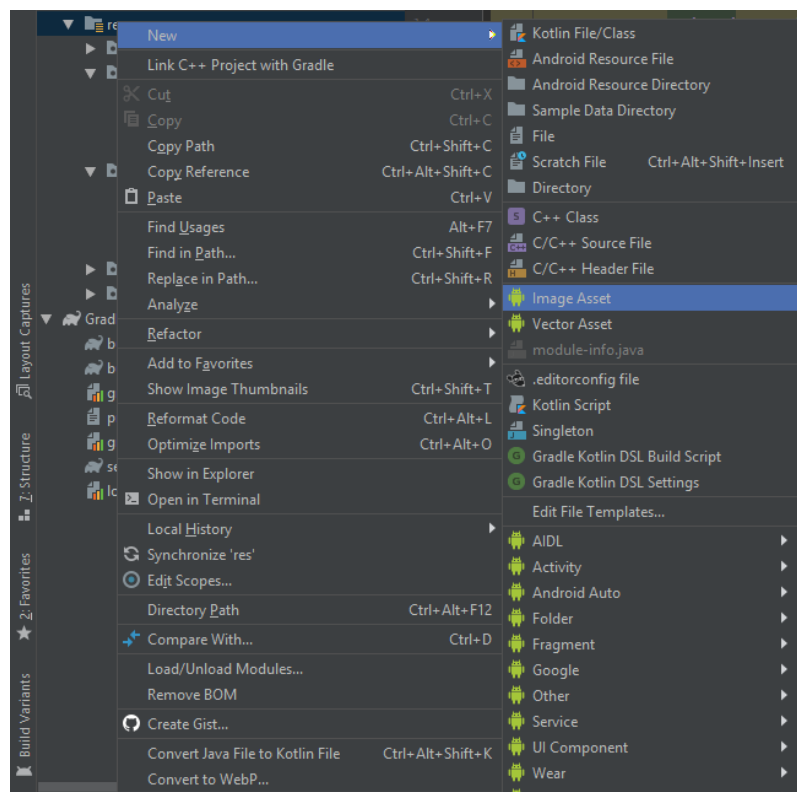 re
New
Link C++ Project with Gradle
Cut Ctrl+X
Copy Ctrl+C
Copy Path Ctrl+Shift+C
Copy Reference Ctrl+Alt+Shift+C
Paste Ctrl+V
Find Usages Alt+F7
Find in Path... Ctrl+Shift+F
Replace in Path... Ctrl+Shift+R
Analyze
Refactor
Add to Favorites
Show Image Thumbnails Ctrl+Shift+T
Reformat Code Ctrl+Alt+L
Optimize Imports Ctrl+Alt+O
Show in Explorer
Open in Terminal
Local History
Synchronize 'res'
Edit Scopes...
Directory Path Ctrl+Alt+F12
Compare With... Ctrl+D
Load/Unload Modules...
Remove BOM
Create Gist...
Convert Java File to Kotlin File Ctrl+Alt+Shift+K
Convert to WebP...
Kotlin File/Class
Android Resource File
Android Resource Directory
Sample Data Directory
File
Scratch File Ctrl+Alt+Shift+Insert
Directory
C++ Class
C/C++ Source File
C/C++ Header File
Image Asset
Vector Asset
module-info.java
.editorconfig file
Kotlin Script
Singleton
Gradle Kotlin DSL Build Script
Gradle Kotlin DSL Settings
Edit File Templates...
AIDL
Activity
Android Auto
Folder
Fragment
Google
Other
Service
UI Component
Wear
Grad
b
b
g
p
g
se
lc
Layout Captures
7: Structure
2: Favorites
Build Variants